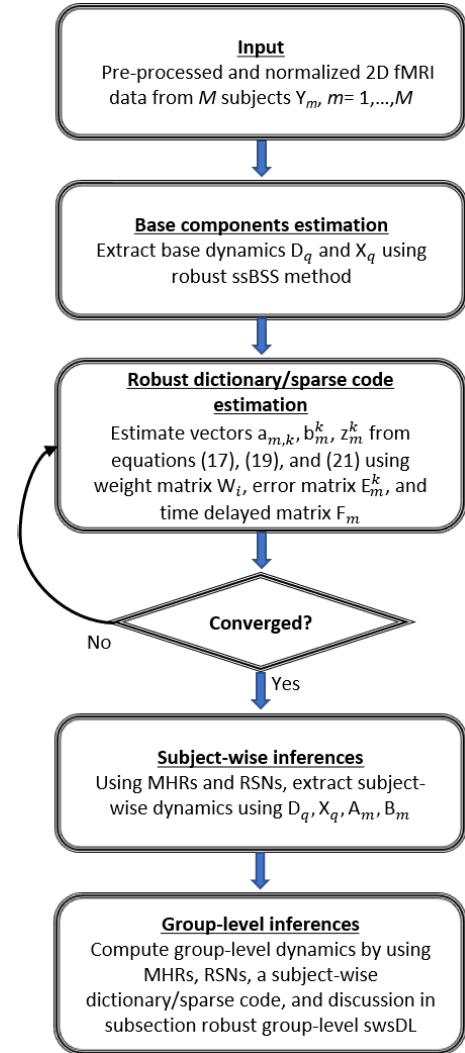 Input
Pre-processed and normalized 2D fMRI
data from M subjects Yₘ, m= 1,...,M
Base components estimation
Extract base dynamics D_q and X_q using
robust ssBSS method
Robust dictionary/sparse code
estimation
Estimate vectors a_{m,k}, b_m^k, z_m^k from
equations (17), (19), and (21) using
weight matrix W_i, error matrix E_m^k, and
time delayed matrix F_m
Converged?
No
Yes
Subject-wise inferences
Using MHRs and RSNs, extract subject-
wise dynamics using D_q, X_q, A_m, B_m
Group-level inferences
Compute group-level dynamics by using
MHRs, RSNs, a subject-wise
dictionary/sparse code, and discussion in
subsection robust group-level swsDL